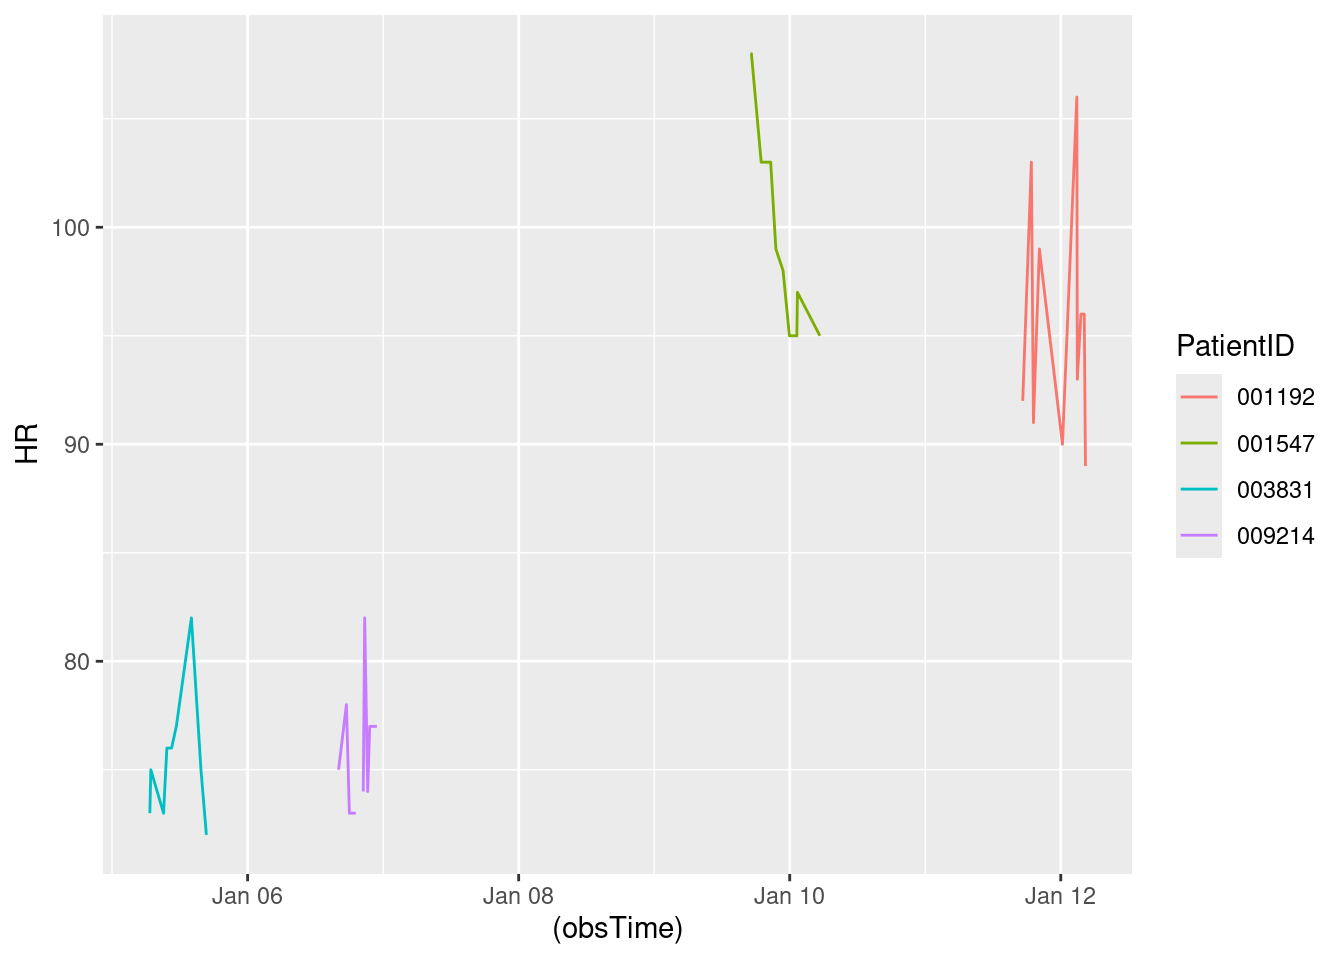 HR
100
90
80
Jan 06
Jan 08
Jan 10
Jan 12
(obsTime)
PatientID
001192
001547
003831
009214